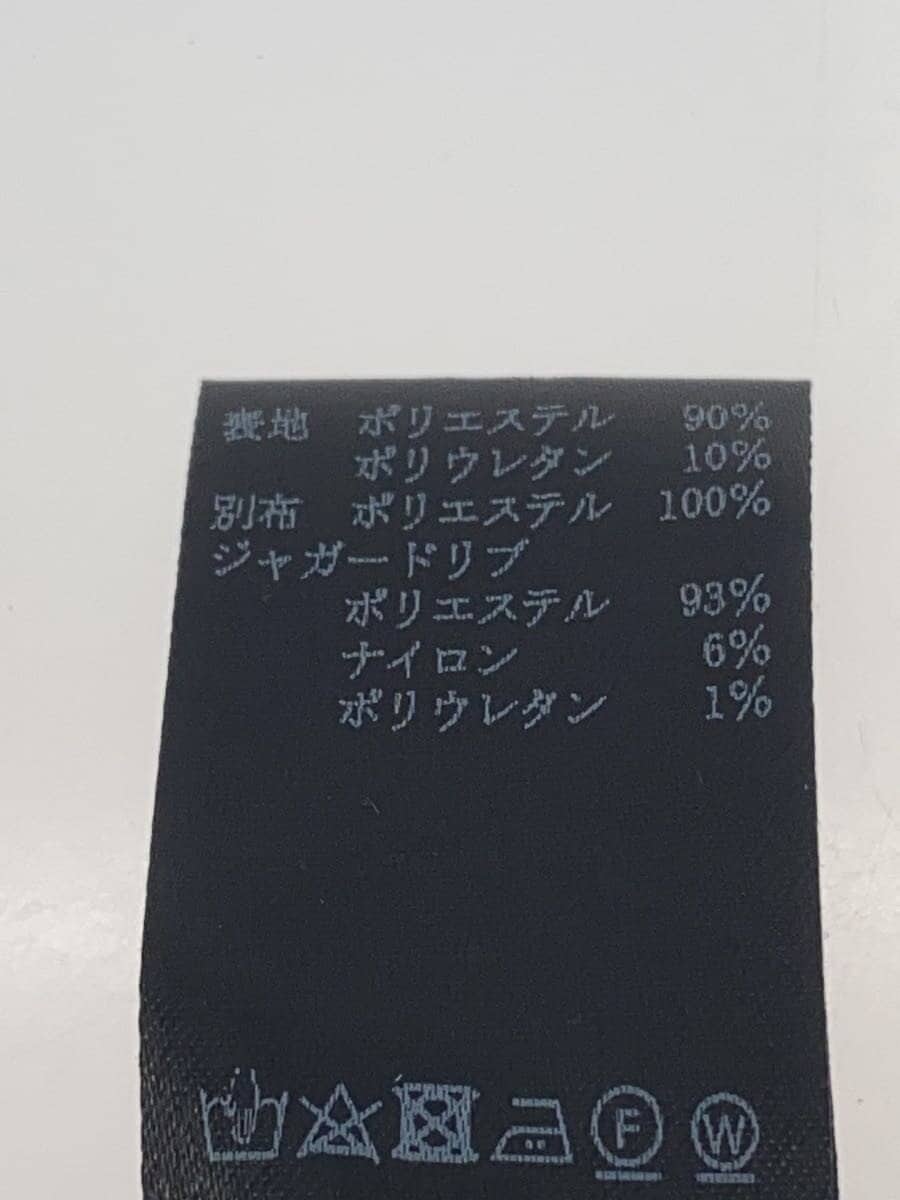 表地 ポリエステル 90%
ポリウレタン 10%
別布 ポリエステル 100%
ジャガードリブ
ポリエステル 93%
ナイロン 6%
ポリウレタン 1%
F W